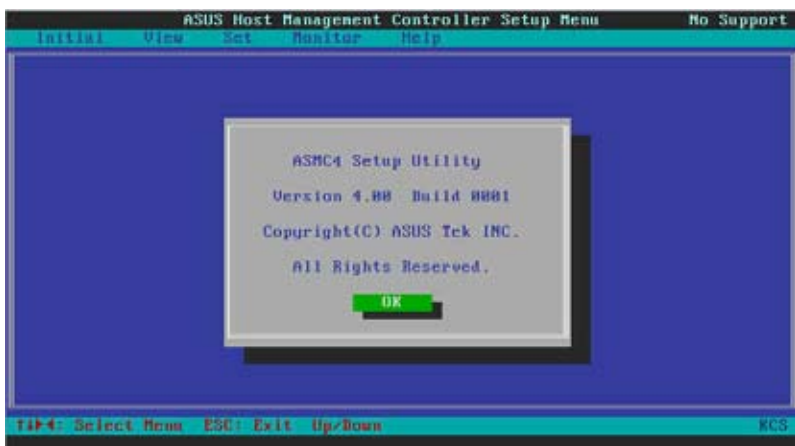 ASUS Host Management Controller Setup Menu No Support
Initial View Set Monitor Help
ASMC4 Setup Utility
Version 4.00 Build 0001
Copyright(C) ASUS Tek INC.
All Rights Reserved.
OK
↑↓►◄: Select Menu ESC: Exit Up/Down KCS